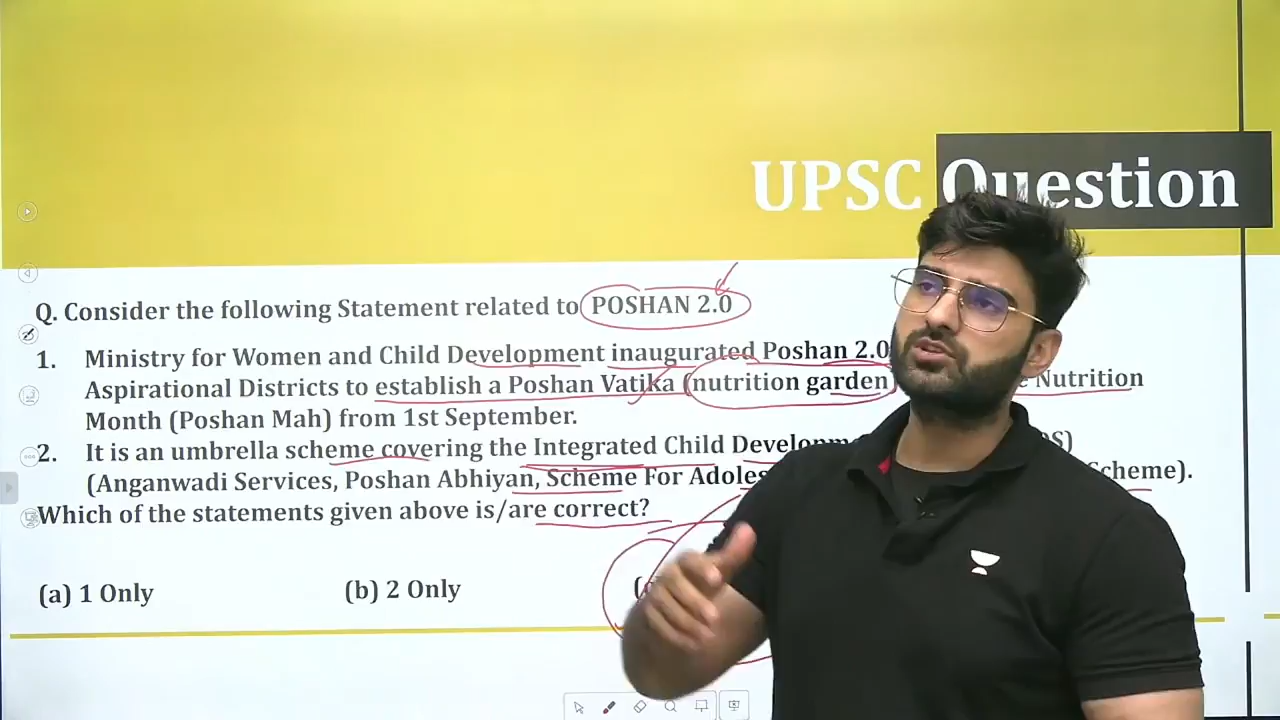 UPSC Question
Q. Consider the following Statement related to POSHAN 2.0
1. Ministry for Women and Child Development inaugurated Poshan 2.0
Aspirational Districts to establish a Poshan Vatika (nutrition garden) Nutrition
Month (Poshan Mah) from 1st September.
2. It is an umbrella scheme covering the Integrated Child
(Anganwadi Services, Poshan Abhiyan, Scheme For Scheme).
Which of the statements given above is/are correct?
(a) 1 Only (b) 2 Only